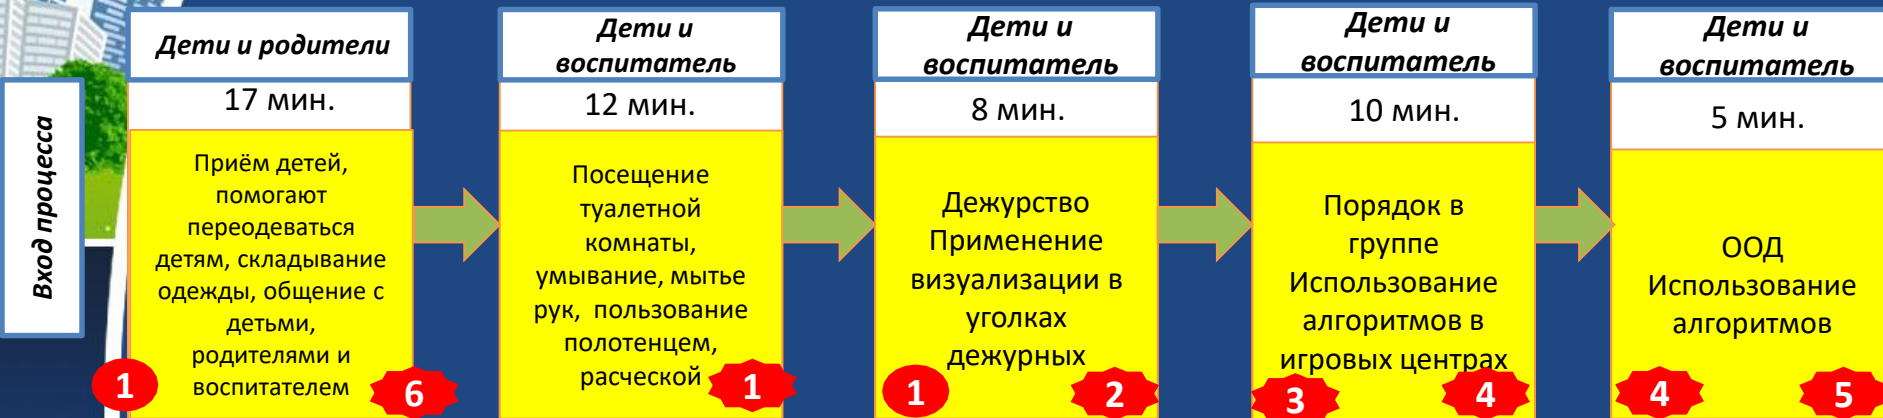 Вход процесса
Дети и родители
17 мин.
Приём детей,
помогают
переодеваться
детям, складывание
одежды, общение с
детьми,
родителями и
воспитателем
1
6
Дети и
воспитатель
12 мин.
Посещение
туалетной
комнаты,
умывание, мытье
рук, пользование
полотенцем,
расческой
1
Дети и
воспитатель
8 мин.
Дежурство
Применение
визуализации в
уголках
дежурных
1
2
Дети и
воспитатель
10 мин.
Порядок в
группе
Использование
алгоритмов в
игровых центрах
3
4
Дети и
воспитатель
5 мин.
ООД
Использование
алгоритмов
4
5